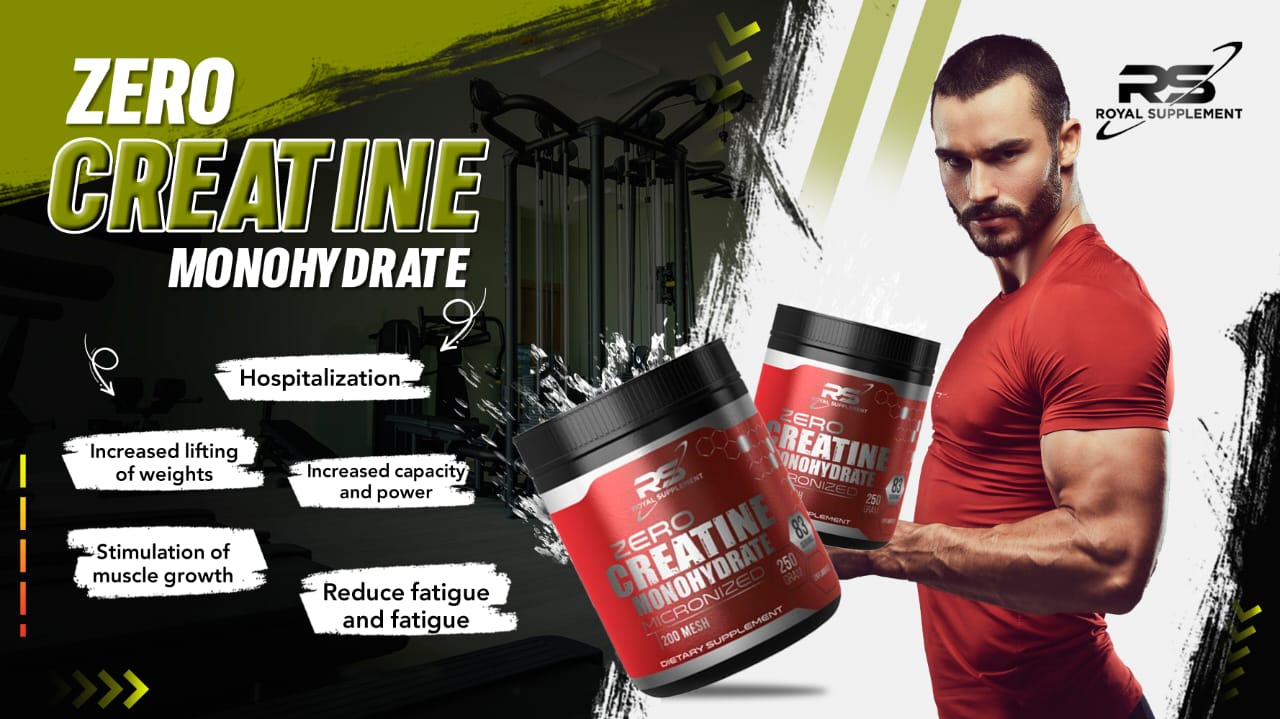 ZERO
CREATINE
MONOHYDRATE
RS
ROYAL SUPPLEMENT
Hospitalization
Increased lifting
of weights
Increased capacity
and power
Stimulation of
muscle growth
Reduce fatigue
and fatigue
RS
ROYAL SUPPLEMENT
ZERO
CREATINE
MONOHYDRATE
MICRONIZED
200 MESH
DIETARY SUPPLEMENT
83
250
GRAM
RS
ROYAL SUPPLEMENT
ZERO
CREATINE
MONOHYDRATE
83
250
GRAM